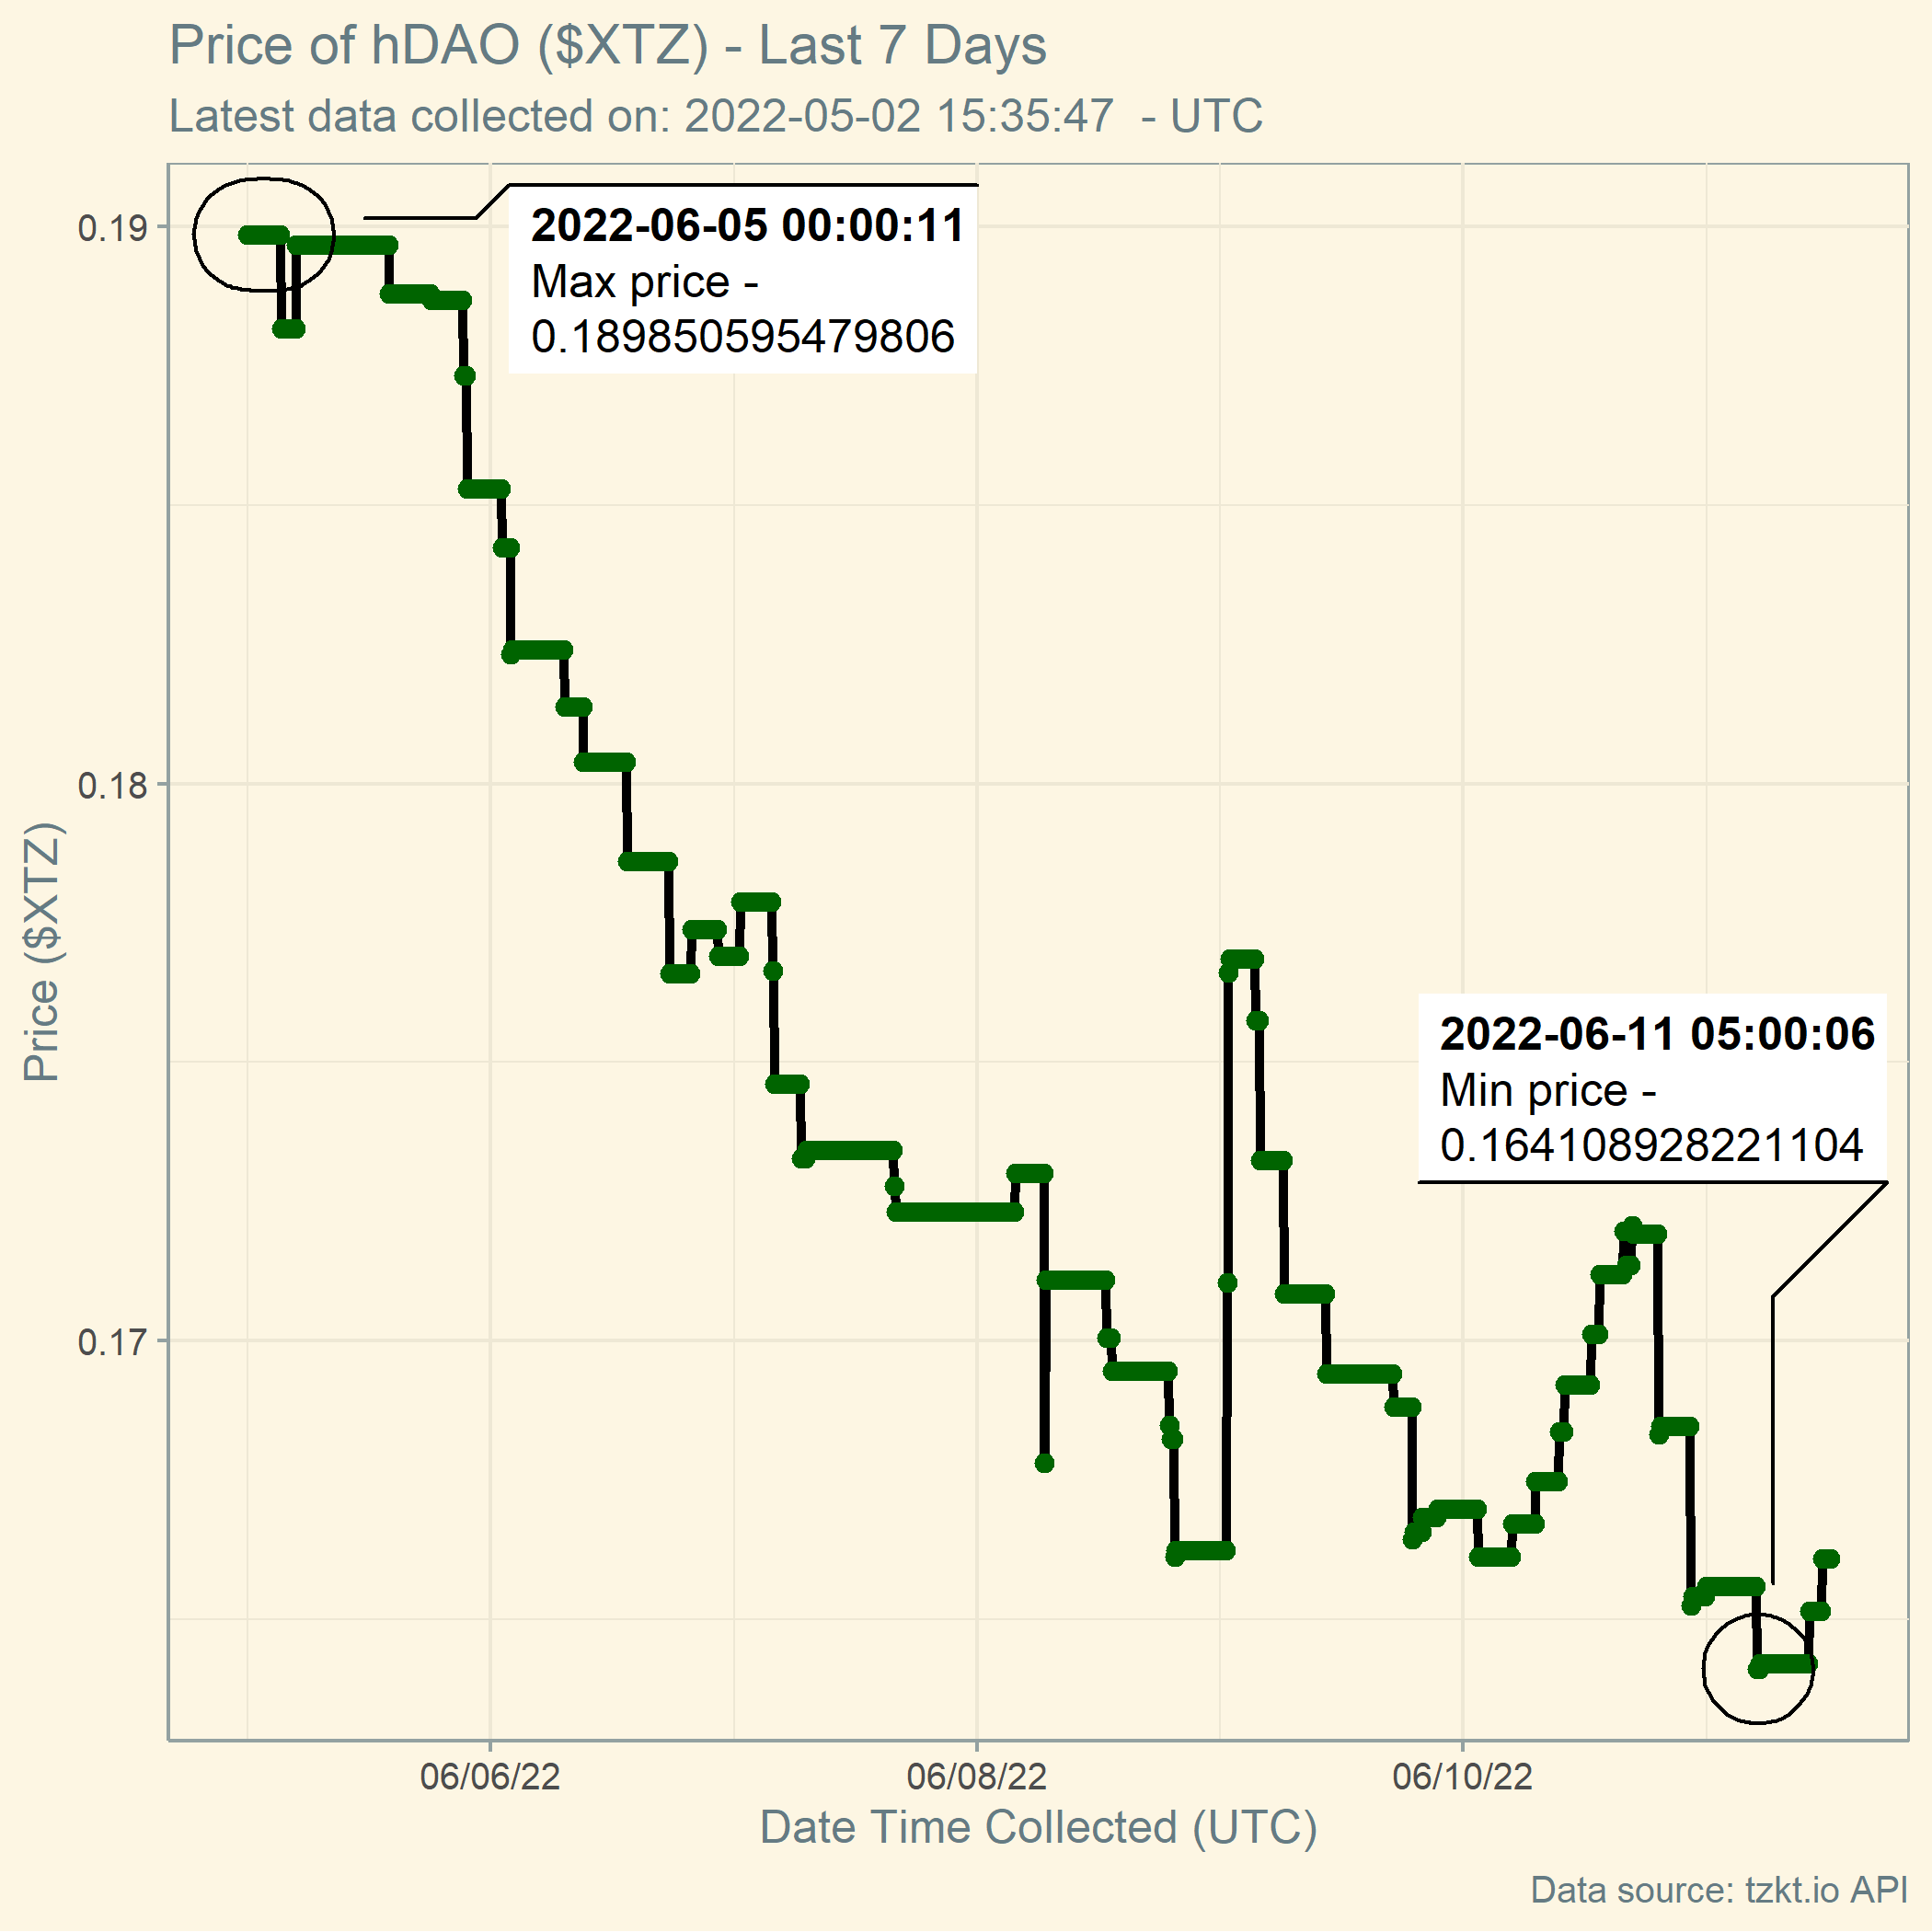 Price of hDAO ($XTZ) - Last 7 Days
Latest data collected on: 2022-05-02 15:35:47  - UTC
2022-06-05 00:00:11
Max price -
0.189850595479806
2022-06-11 05:00:06
Min price -
0.164108928221104
0.19
0.18
0.17
Price ($XTZ)
06/06/22
06/08/22
06/10/22
Date Time Collected (UTC)
Data source: tzkt.io API